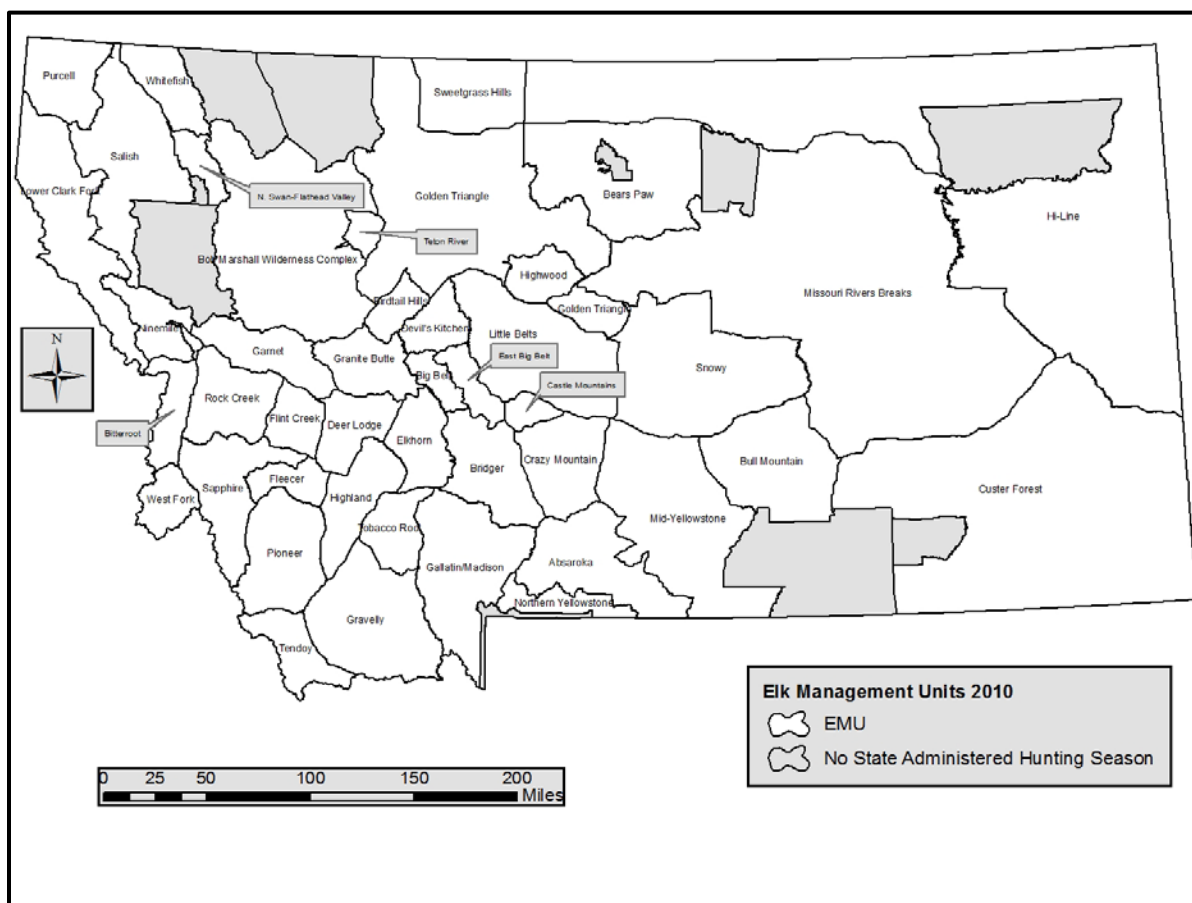 Purcell
Whitefish
Sweetgrass Hills
Salish
Lower Clark Fork
N. Swan-Flathead Valley
Golden Triangle
Bears Paw
Hi-Line
Teton River
Bob Marshall Wilderness Complex
Highwood
Missouri Rivers Breaks
Birdtail Hills
Golden Triangle
Ninemile
Devil's Kitchen
Little Belts
N
Garnet
Granite Butte
East Big Belt
Big Belt
Snowy
Castle Mountains
Rock Creek
Flint Creek
Deer Lodge
Bitterroot
Elkhorn
Bridger
Crazy Mountain
Bull Mountain
Custer Forest
West Fork
Sapphire
Fleecer
Highland
Mid-Yellowstone
Tobacco Root
Pioneer
Gallatin/Madison
Absaroka
Northern Yellowstone
Gravelly
Tendoy
Elk Management Units 2010
EMU
No State Administered Hunting Season
0 25 50 100 150 200
Miles